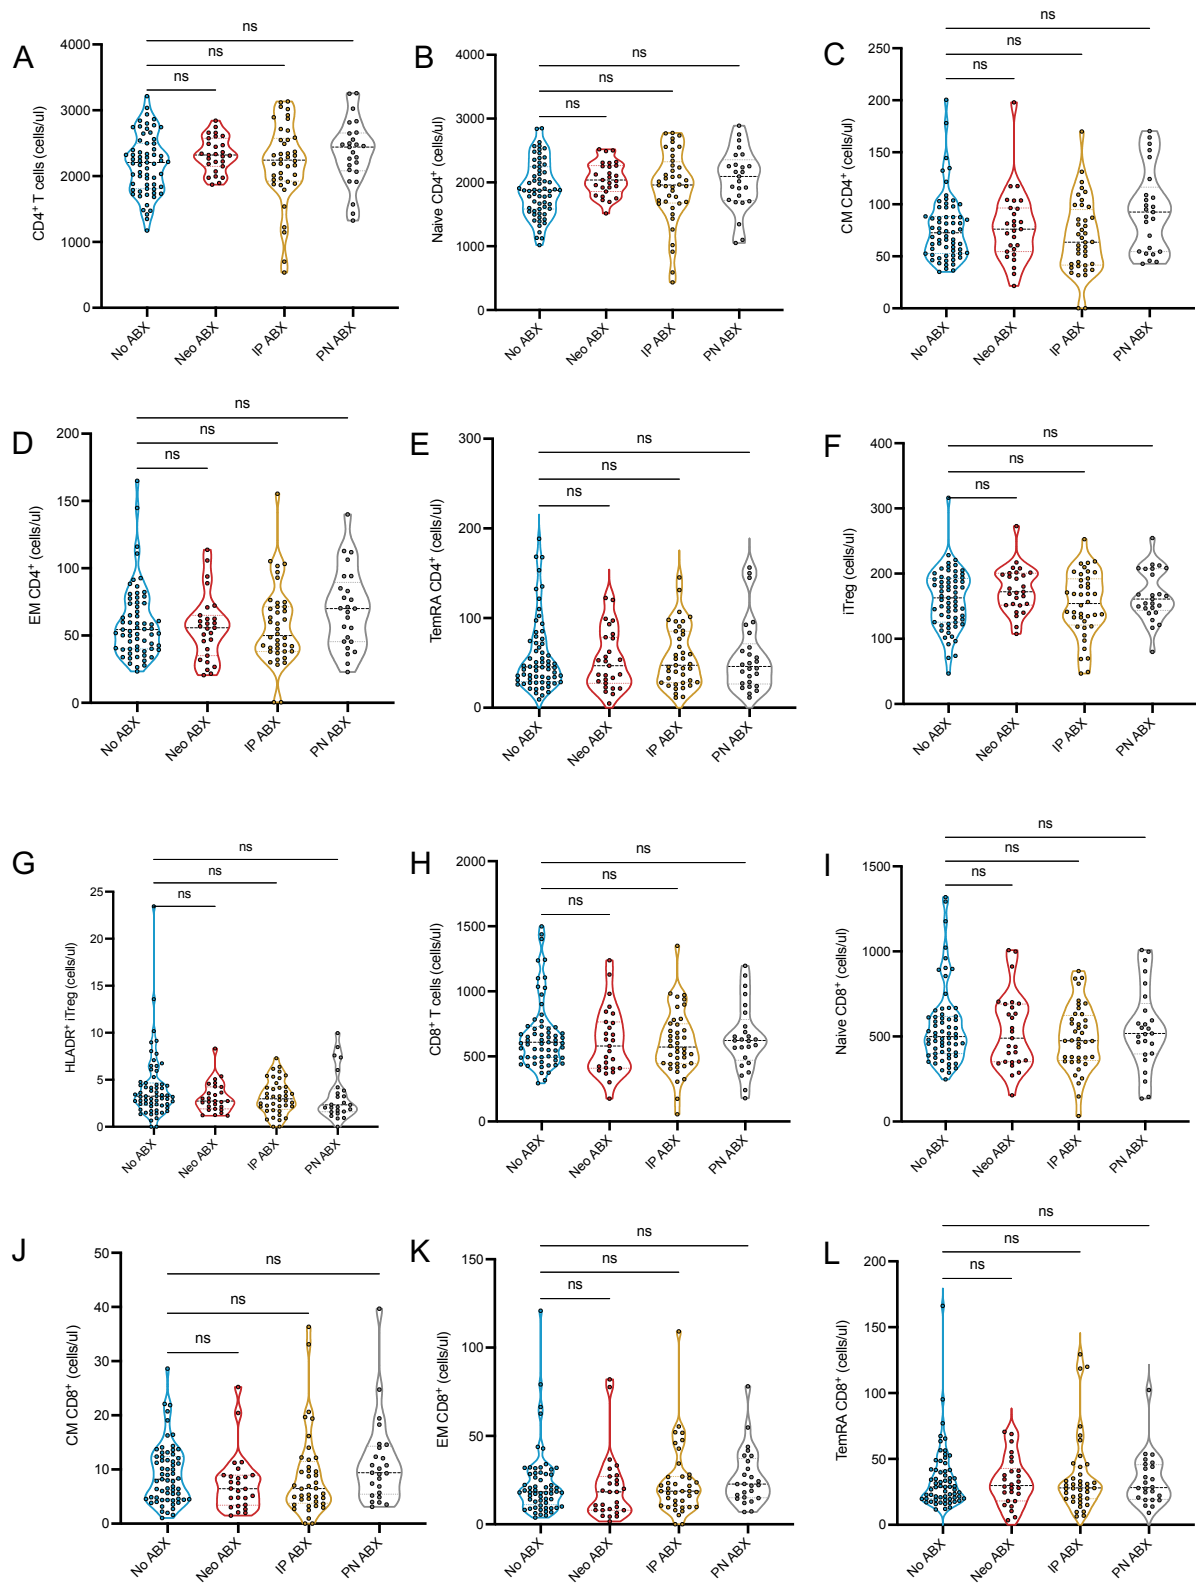 A
CD4⁺ T cells (cells/ul)
4000
3000
2000
1000
0
ns
ns
ns
No ABX
Neo ABX
IP ABX
PN ABX
B
Naive CD4⁺ (cells/ul)
4000
3000
2000
1000
0
ns
ns
ns
No ABX
Neo ABX
IP ABX
PN ABX
C
CM CD4⁺ (cells/ul)
250
200
150
100
50
0
ns
ns
ns
No ABX
Neo ABX
IP ABX
PN ABX
D
EM CD4⁺ (cells/ul)
200
150
100
50
0
ns
ns
ns
No ABX
Neo ABX
IP ABX
PN ABX
E
TemRA CD4⁺ (cells/ul)
300
200
100
0
ns
ns
ns
No ABX
Neo ABX
IP ABX
PN ABX
F
iTreg (cells/ul)
400
300
200
100
0
ns
ns
ns
No ABX
Neo ABX
IP ABX
PN ABX
G
HLADR⁺ iTreg (cells/ul)
25
20
15
10
5
0
ns
ns
ns
No ABX
Neo ABX
IP ABX
PN ABX
H
CD8⁺ T cells (cells/ul)
2000
1500
1000
500
0
ns
ns
ns
No ABX
Neo ABX
IP ABX
PN ABX
I
Naive CD8⁺ (cells/ul)
1500
1000
500
0
ns
ns
ns
No ABX
Neo ABX
IP ABX
PN ABX
J
CM CD8⁺ (cells/ul)
50
40
30
20
10
0
ns
ns
ns
No ABX
Neo ABX
IP ABX
PN ABX
K
EM CD8⁺ (cells/ul)
150
100
50
0
ns
ns
ns
No ABX
Neo ABX
IP ABX
PN ABX
L
TemRA CD8⁺ (cells/ul)
200
150
100
50
0
ns
ns
ns
No ABX
Neo ABX
IP ABX
PN ABX